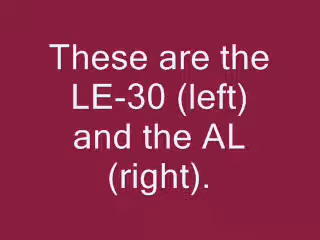 These are the
LE-30 (left)
and the AL
(right).